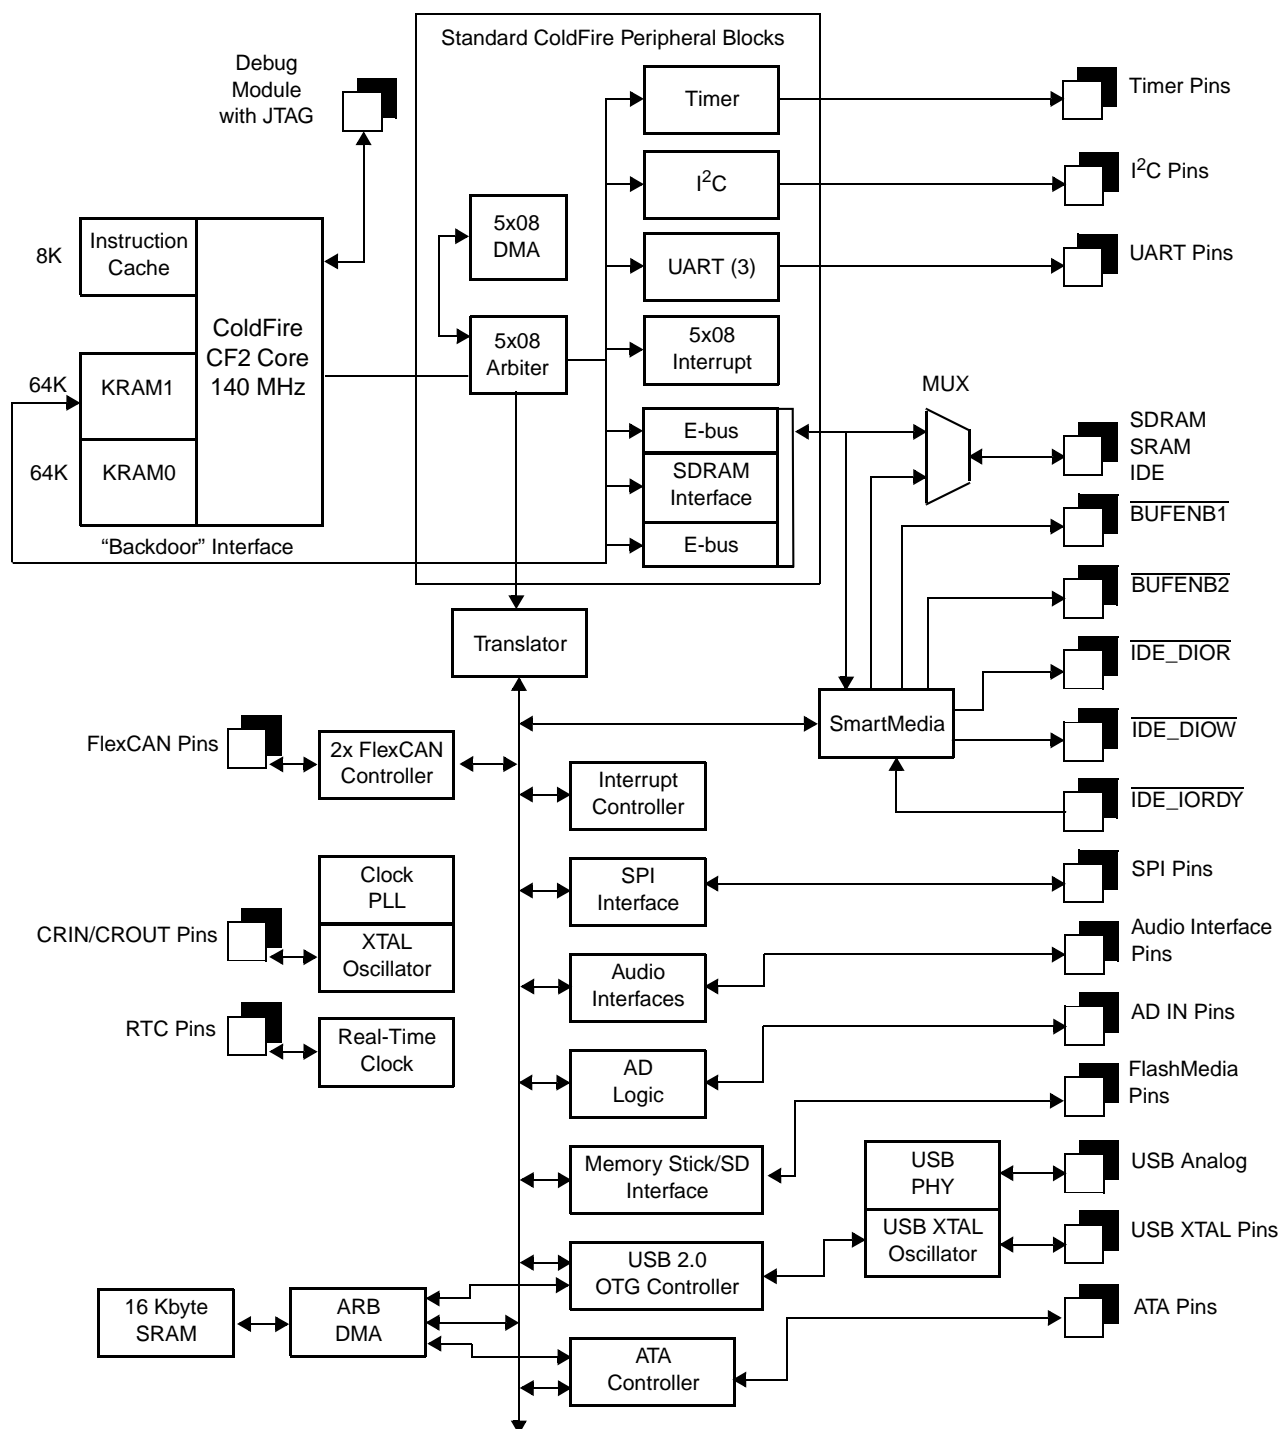 Standard ColdFire Peripheral Blocks
Debug
Module
with JTAG
Timer
Timer Pins
I²C
I²C Pins
5x08
DMA
UART (3)
UART Pins
8K
Instruction
Cache
ColdFire
CF2 Core
140 MHz
5x08
Arbiter
5x08
Interrupt
64K
KRAM1
64K
KRAM0
"Backdoor" Interface
E-bus
SDRAM
Interface
E-bus
MUX
SDRAM
SRAM
IDE
BUFENB1
BUFENB2
Translator
IDE_DIOR
SmartMedia
IDE_DIOW
IDE_IORDY
FlexCAN Pins
2x FlexCAN
Controller
Interrupt
Controller
Clock
PLL
SPI
Interface
SPI Pins
CRIN/CROUT Pins
XTAL
Oscillator
Audio
Interfaces
Audio Interface
Pins
RTC Pins
Real-Time
Clock
AD
Logic
AD IN Pins
FlashMedia
Pins
Memory Stick/SD
Interface
USB
PHY
USB Analog
USB XTAL
Oscillator
USB XTAL Pins
USB 2.0
OTG Controller
16 Kbyte
SRAM
ARB
DMA
ATA
Controller
ATA Pins